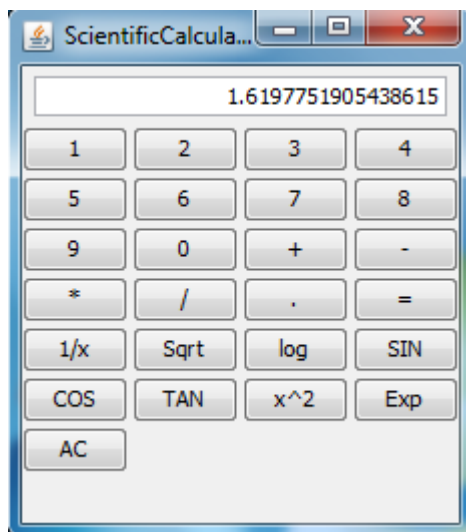 ScientificCalcula...
1.6197751905438615
1 2 3 4
5 6 7 8
9 0 + -
* / . =
1/x Sqrt log SIN
COS TAN x^2 Exp
AC